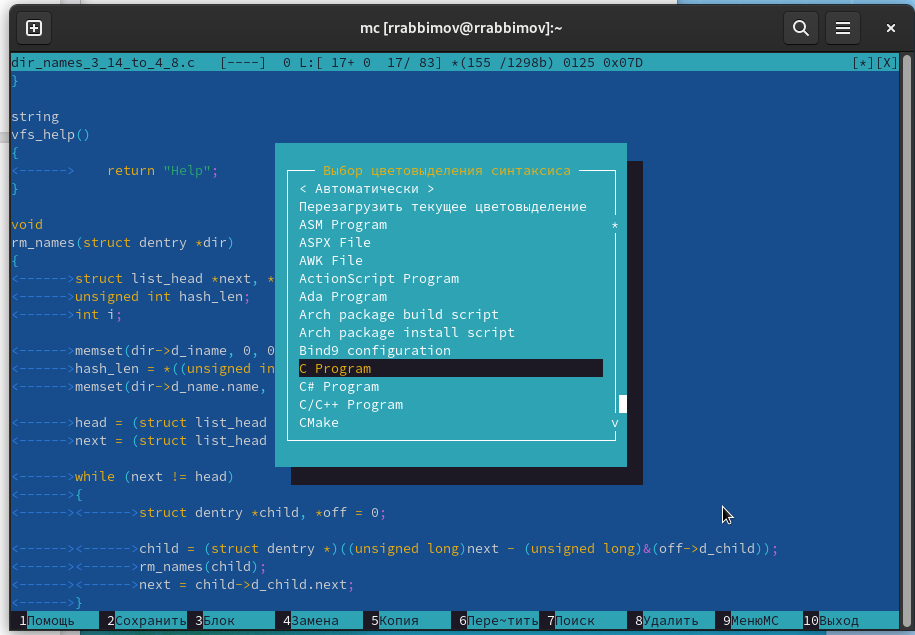 mc [rrabbimov@rrabbimov]:~
dir_names_3_14_to_4_8.c   [----]  0 L:[ 17+ 0  17/ 83] *(155 /1298b) 0125 0x07D [*][X]
}
string
vfs_help()
{
<------>    return "Help";
}
void
rm_names(struct dentry *dir)
{
<------>struct list_head *next, *
<------>unsigned int hash_len;
<------>int i;
<------>memset(dir->d_iname, 0, 0
<------>hash_len = *((unsigned in
<------>memset(dir->d_name.name,
<------>head = (struct list_head
<------>next = (struct list_head
<------>while (next != head)
<------>{
<------><------>struct dentry *child, *off = 0;
<------><------>child = (struct dentry *)((unsigned long)next - (unsigned long)&(off->d_child));
<------><------>rm_names(child);
<------><------>next = child->d_child.next;
<------>}
Выбор цветовыделения синтаксиса
< Автоматически >
Перезагрузить текущее цветовыделение
ASM Program
ASPX File
AWK File
ActionScript Program
Ada Program
Arch package build script
Arch package install script
Bind9 configuration
C Program
C# Program
C/C++ Program
CMake
1Помощь 2Сохранить 3Блок 4Замена 5Копия 6Пере~тить 7Поиск 8Удалить 9МенюMC 10Выход